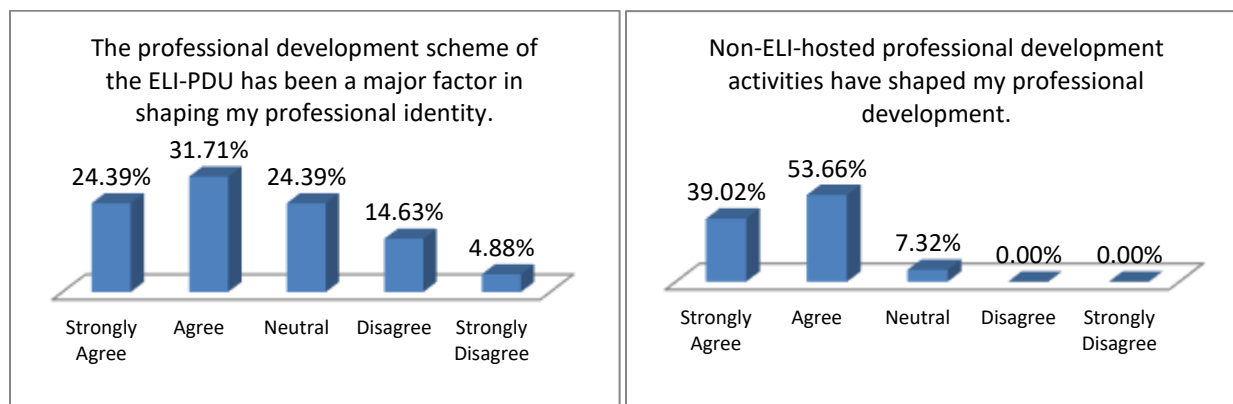 The professional development scheme of
the ELI-PDU has been a major factor in
shaping my professional identity.
24.39%
31.71%
24.39%
14.63%
4.88%
Strongly
Agree
Agree
Neutral
Disagree
Strongly
Disagree
Non-ELI-hosted professional development
activities have shaped my professional
development.
39.02%
53.66%
7.32%
0.00%
0.00%
Strongly
Agree
Agree
Neutral
Disagree
Strongly
Disagree